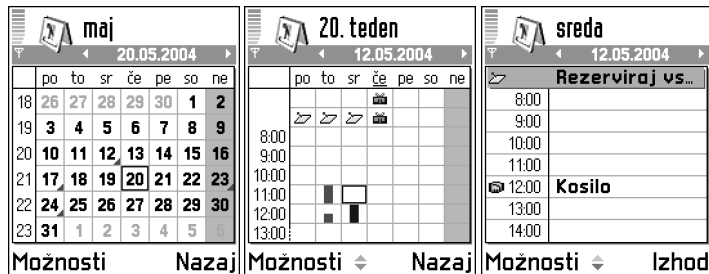 maj
20.05.2004
po to sr če pe so ne
18 26 27 28 29 30 1 2
19 3 4 5 6 7 8 9
20 10 11 12 13 14 15 16
21 17 18 19 20 21 22 23
22 24 25 26 27 28 29 30
23 31 1 2 3 4 5 6
Možnosti Nazaj
20. teden
12.05.2004
po to sr če pe so ne
8:00
9:00
10:00
11:00
12:00
13:00
Možnosti Nazaj
sreda
12.05.2004
Rezerviraj vs...
8:00
9:00
10:00
11:00
12:00 Kosilo
13:00
14:00
Možnosti Izhod